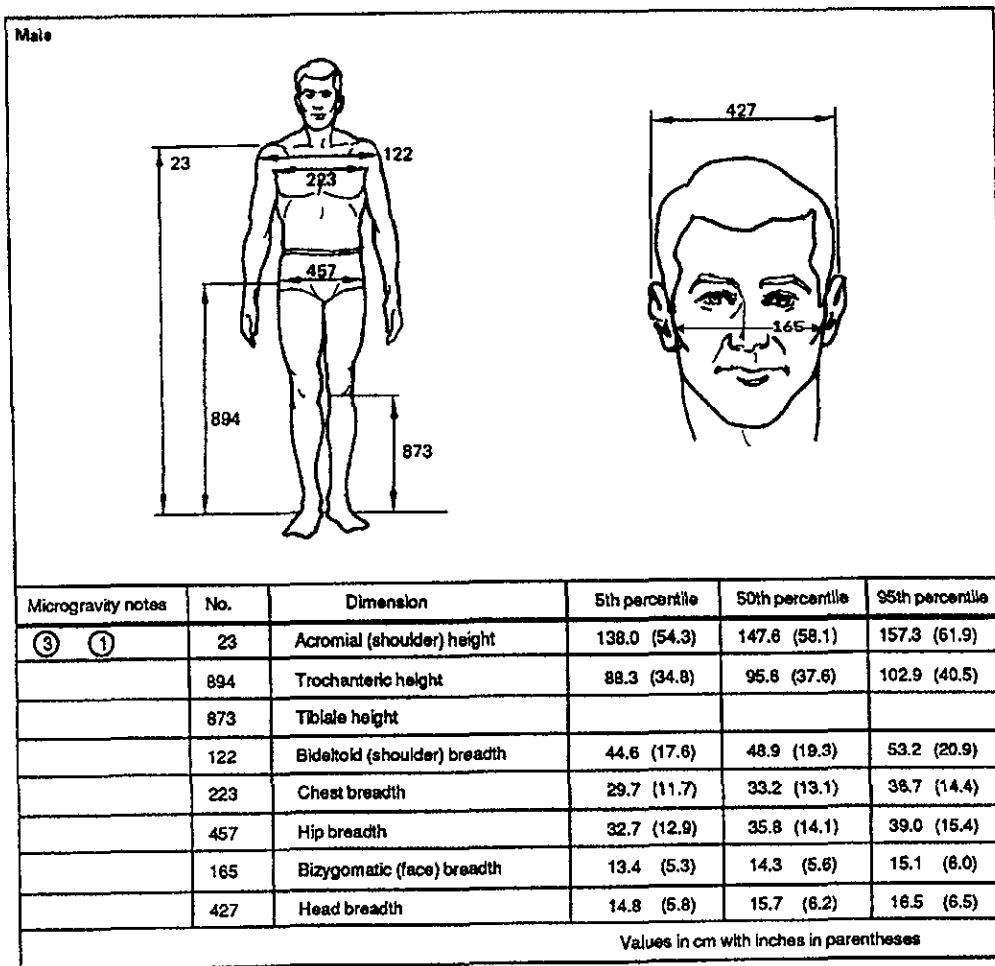 Male
427
23
122
223
457
165
894
873
Microgravity notes No. Dimension 5th percentile 50th percentile 95th percentile
③ ① 23 Acromial (shoulder) height 138.0 (54.3) 147.6 (58.1) 157.3 (61.9)
894 Trochanteric height 88.3 (34.8) 95.6 (37.6) 102.9 (40.5)
873 Tibiale height
122 Bideltoid (shoulder) breadth 44.6 (17.6) 48.9 (19.3) 53.2 (20.9)
223 Chest breadth 29.7 (11.7) 33.2 (13.1) 36.7 (14.4)
457 Hip breadth 32.7 (12.9) 35.8 (14.1) 39.0 (15.4)
165 Bizygomatic (face) breadth 13.4 (5.3) 14.3 (5.6) 15.1 (6.0)
427 Head breadth 14.8 (5.8) 15.7 (6.2) 16.5 (6.5)
Values in cm with inches in parentheses